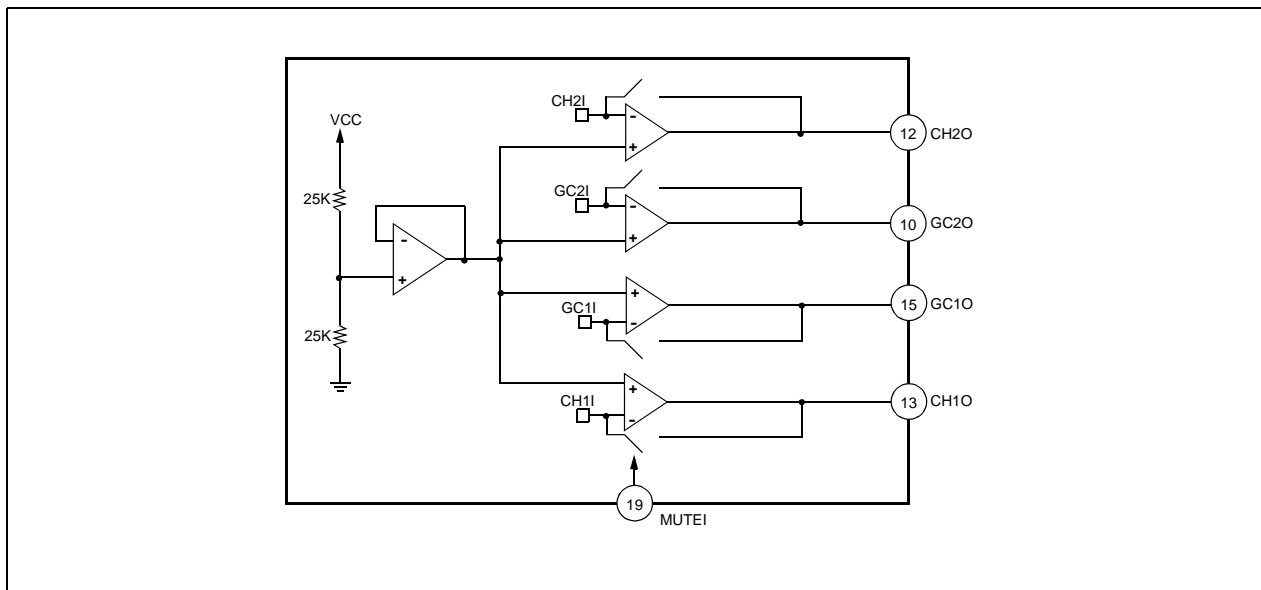 CH2I
-
+
12 CH2O
VCC
25K
GC2I
-
+
10 GC2O
-
+
GC1I
+
-
15 GC1O
25K
CH1I
+
-
13 CH1O
19
MUTEI